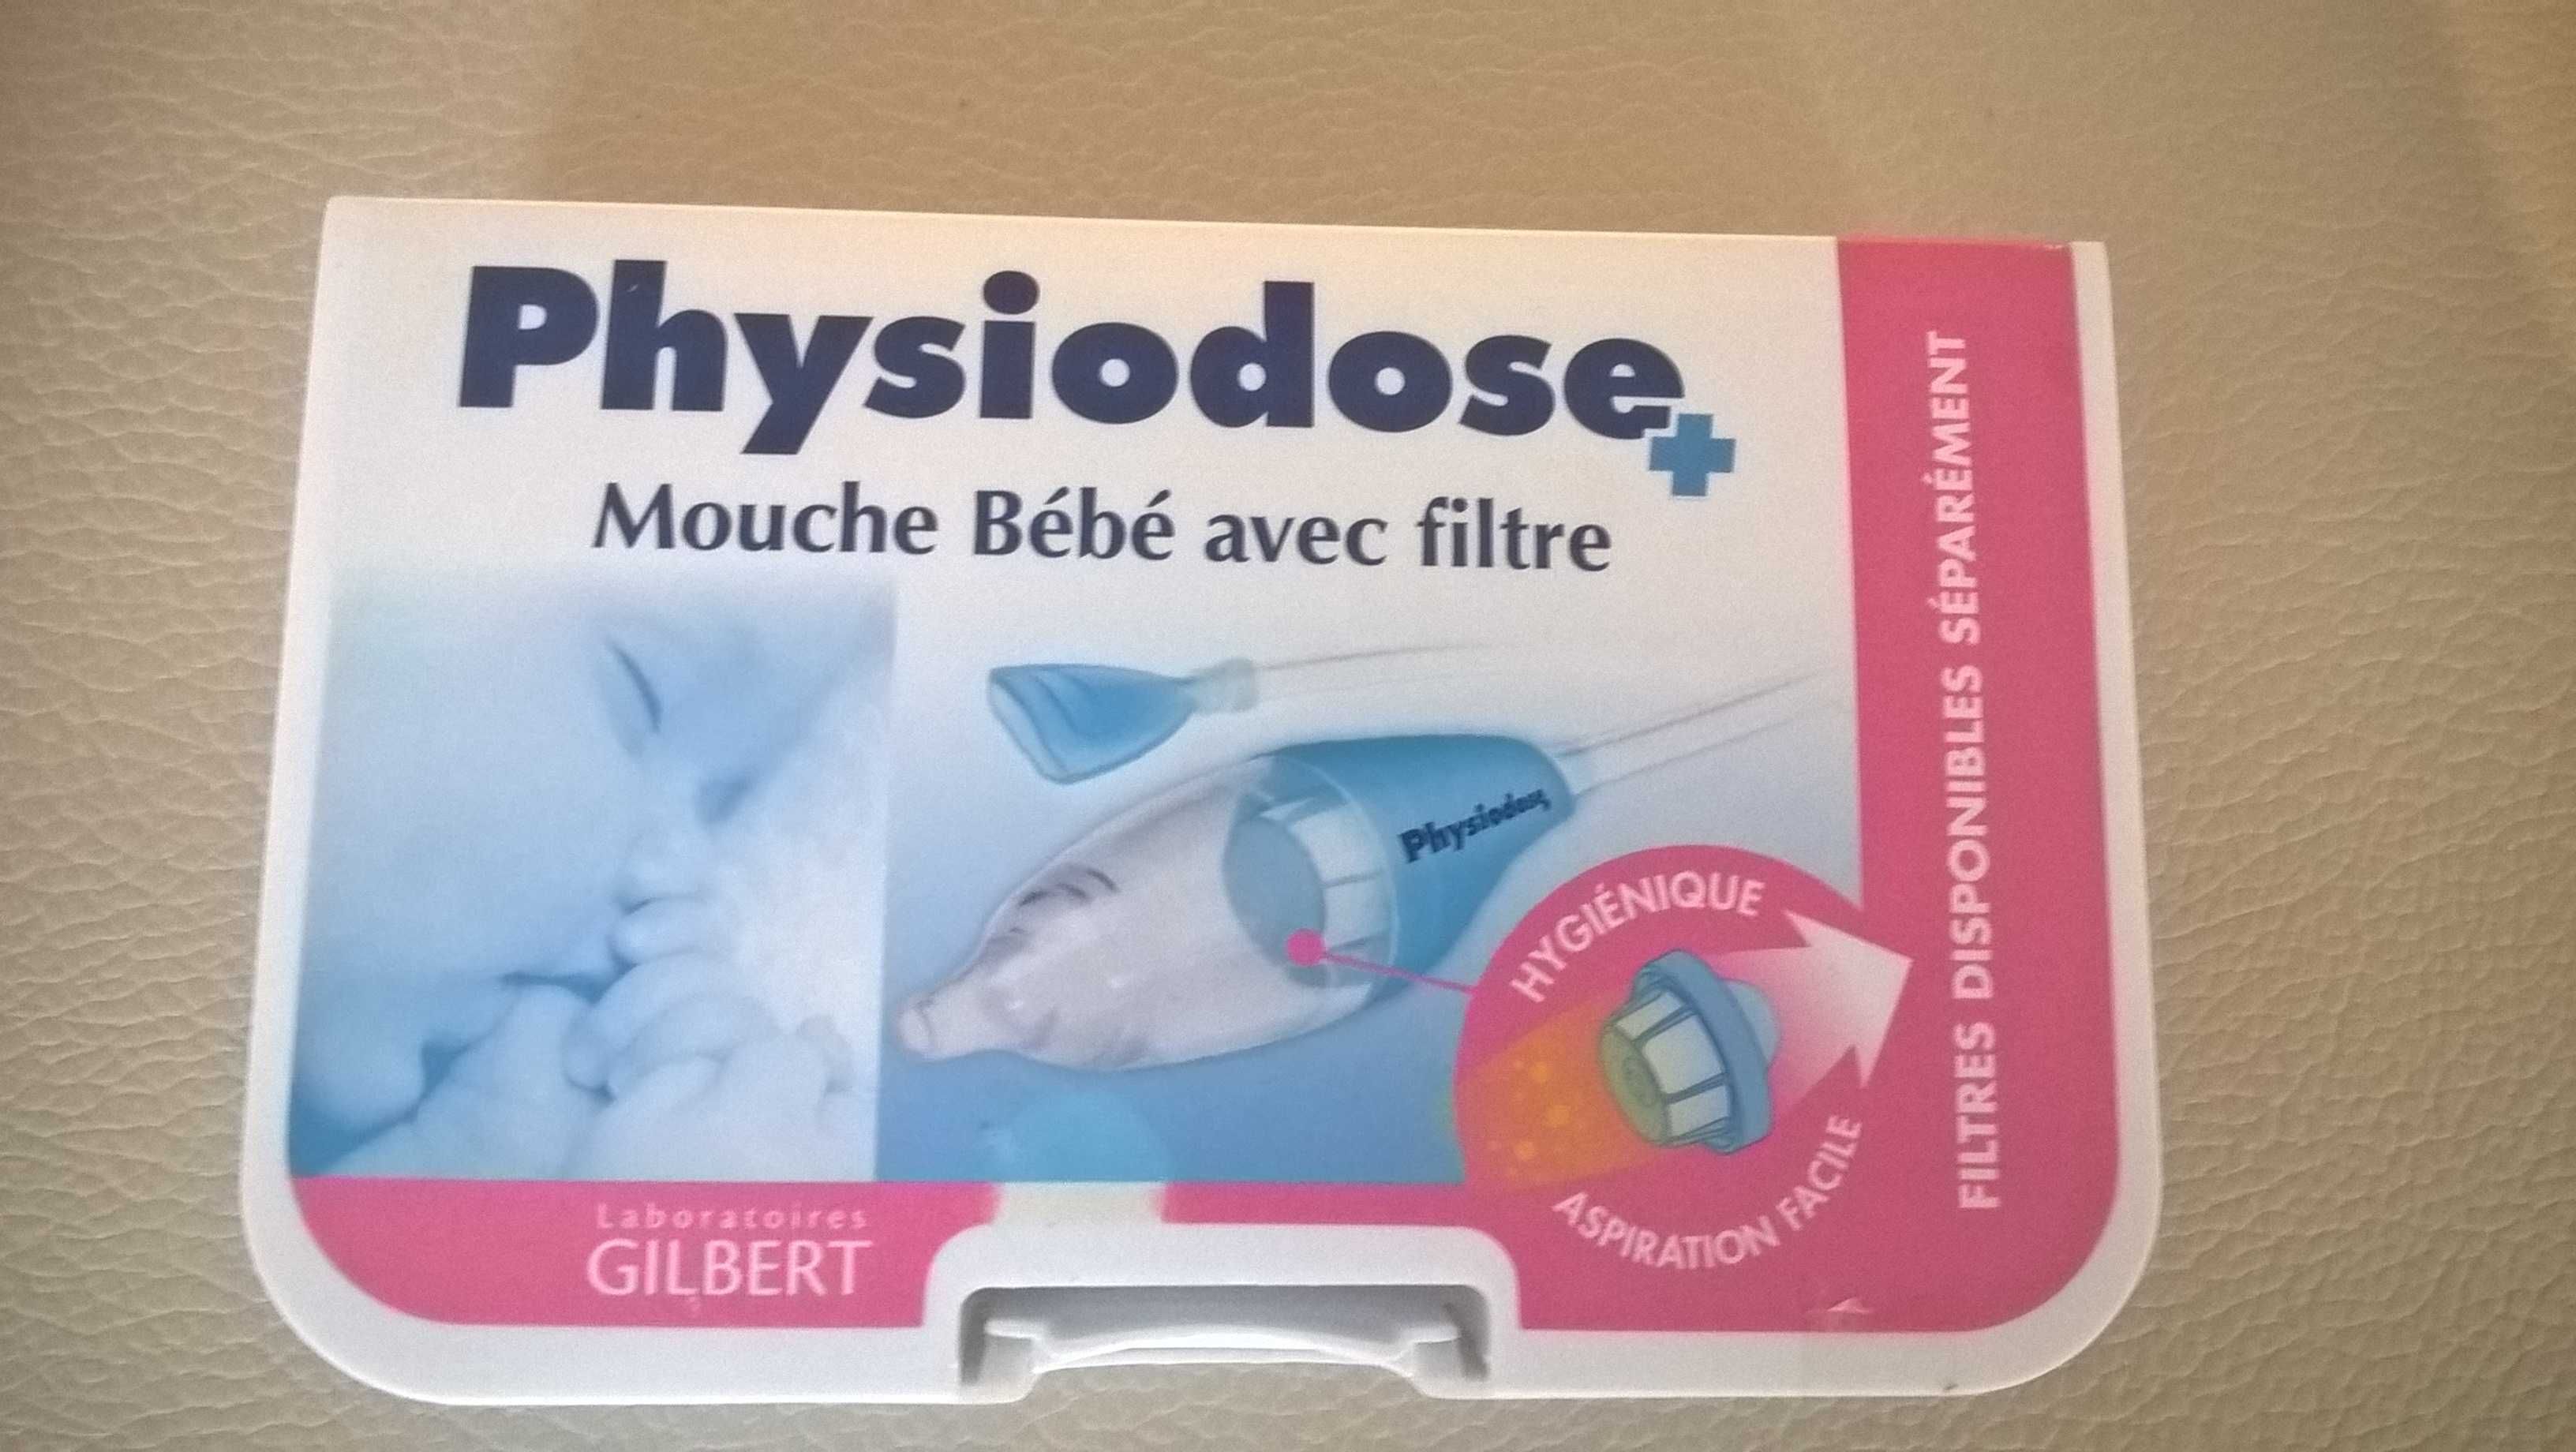 Physiodose
Mouche Bébé avec filtre
Physiodose
HYGIÉNIQUE
ASPIRATION FACILE
FILTRES DISPONIBLES SÉPARÉMENT
Laboratoires
GILBERT